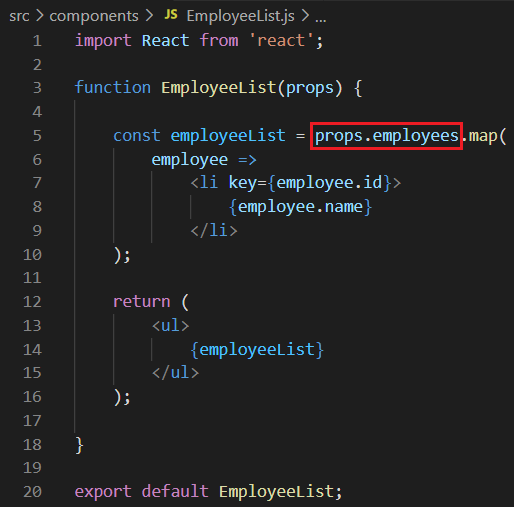 src > components > JS EmployeeList.js > ...
1 import React from 'react';
2
3 function EmployeeList(props) {
4
5     const employeeList = props.employees.map(
6         employee =>
7             <li key={employee.id}>
8                 {employee.name}
9             </li>
10     );
11
12     return (
13         <ul>
14             {employeeList}
15         </ul>
16     );
17
18 }
19
20 export default EmployeeList;